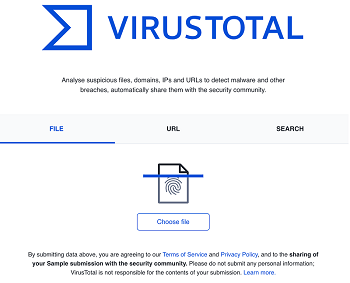 VIRUSTOTAL
Analyse suspicious files, domains, IPs and URLs to detect malware and other
breaches, automatically share them with the security community.
FILE
URL
SEARCH
Choose file
By submitting data above, you are agreeing to our Terms of Service and Privacy Policy, and to the sharing of
your Sample submission with the security community. Please do not submit any personal information;
VirusTotal is not responsible for the contents of your submission. Learn more.